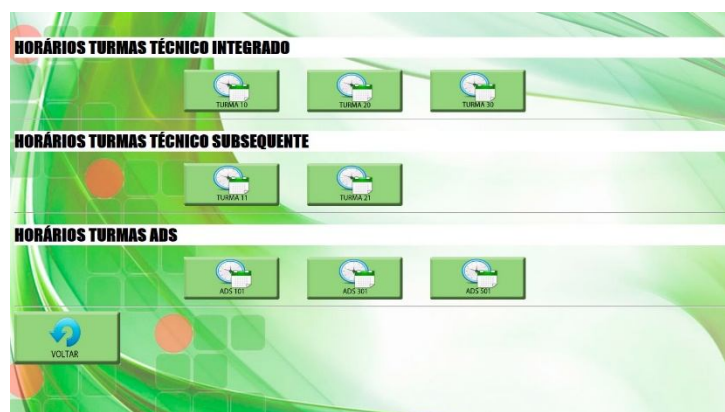 HORÁRIOS TURMAS TÉCNICO INTEGRADO
TURMA 10 TURMA 20 TURMA 30
HORÁRIOS TURMAS TÉCNICO SUBSEQUENTE
TURMA 11 TURMA 21
HORÁRIOS TURMAS ADS
ADS 101 ADS 301 ADS 501
VOLTAR